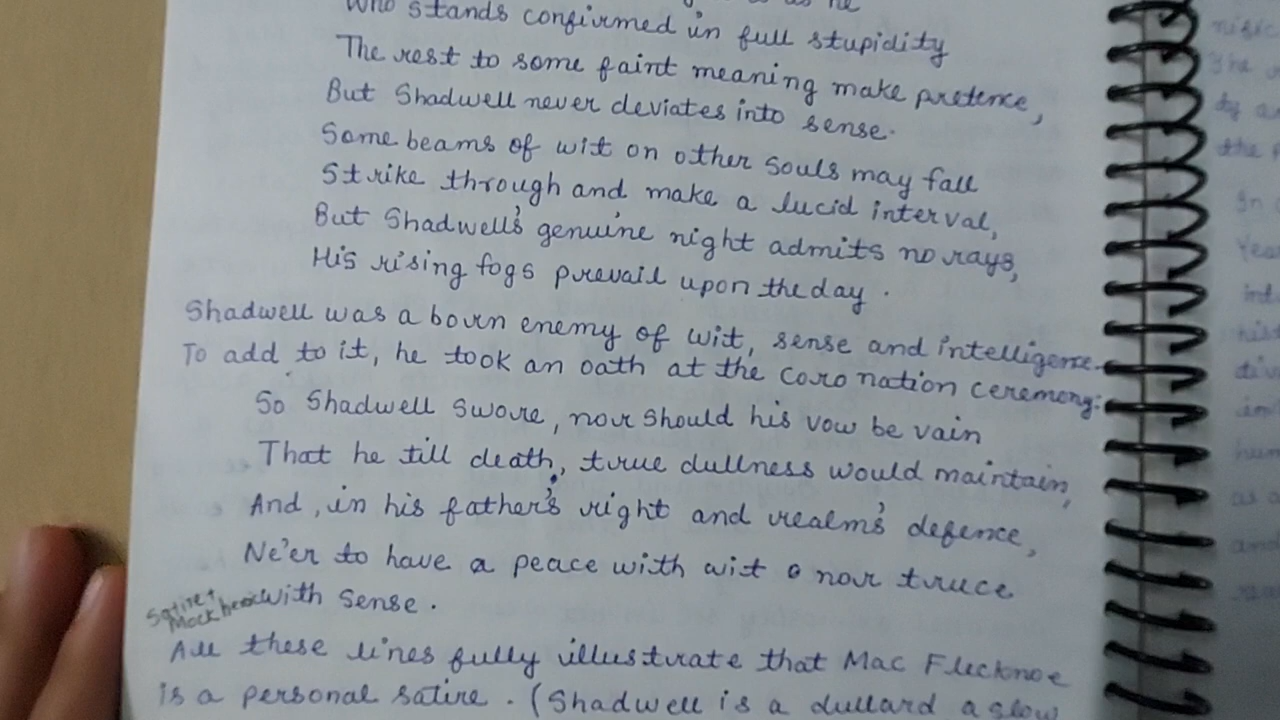 Who stands confirmed in full stupidity
The rest to some faint meaning make pretence,
But Shadwell never deviates into sense.
Some beams of wit on other souls may fall
Strike through and make a lucid interval,
But Shadwell's genuine night admits no rays,
His rising fogs prevail upon the day.
Shadwell was a born enemy of wit, sense and intelligence.
To add to it, he took an oath at the coronation ceremony:
So Shadwell swore, nor should his vow be vain
That he till death, true dullness would maintain,
And, in his father's right and realm's defence,
Ne'er to have a peace with wit nor truce
with sense.
Satire +
Mock heroic
All these lines fully illustrate that Mac Flecknoe
is a personal satire. (Shadwell is a dullard a slow